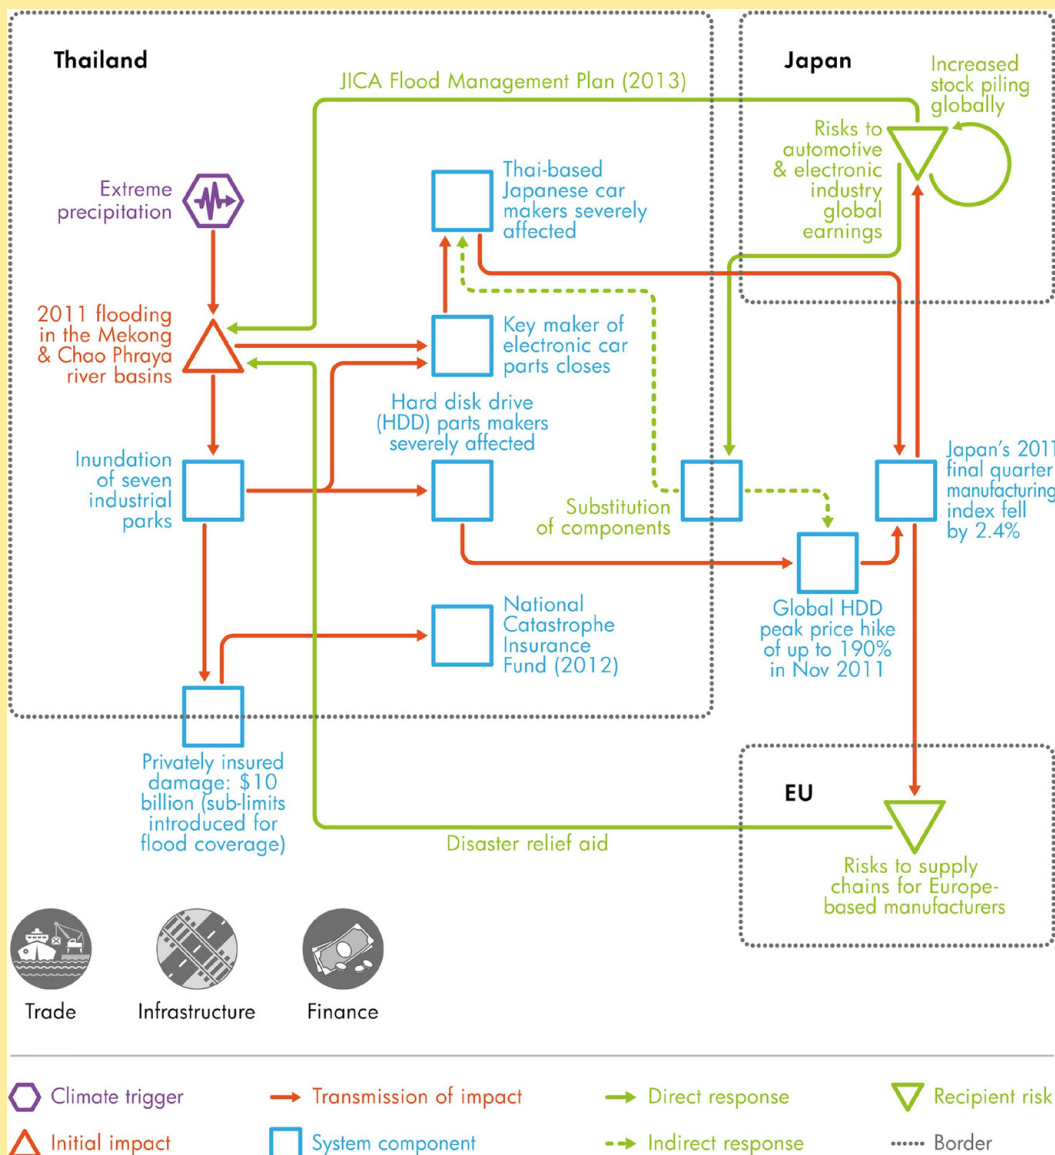 Thailand
Japan
JICA Flood Management Plan (2013)
Increased
stock piling
globally
Risks to
automotive
& electronic
industry
global
earnings
Extreme
precipitation
Thai-based
Japanese car
makers severely
affected
2011 flooding
in the Mekong
& Chao Phraya
river basins
Key maker of
electronic car
parts closes
Hard disk drive
(HDD) parts makers
severely affected
Inundation
of seven
industrial
parks
Substitution
of components
Japan's 2011
final quarter
manufacturing
index fell
by 2.4%
Global HDD
peak price hike
of up to 190%
in Nov 2011
National
Catastrophe
Insurance
Fund (2012)
Privately insured
damage: $10
billion (sub-limits
introduced for
flood coverage)
EU
Disaster relief aid
Risks to supply
chains for Europe-
based manufacturers
Trade
Infrastructure
Finance
Climate trigger
Transmission of impact
Direct response
Recipient risk
Initial impact
System component
Indirect response
Border